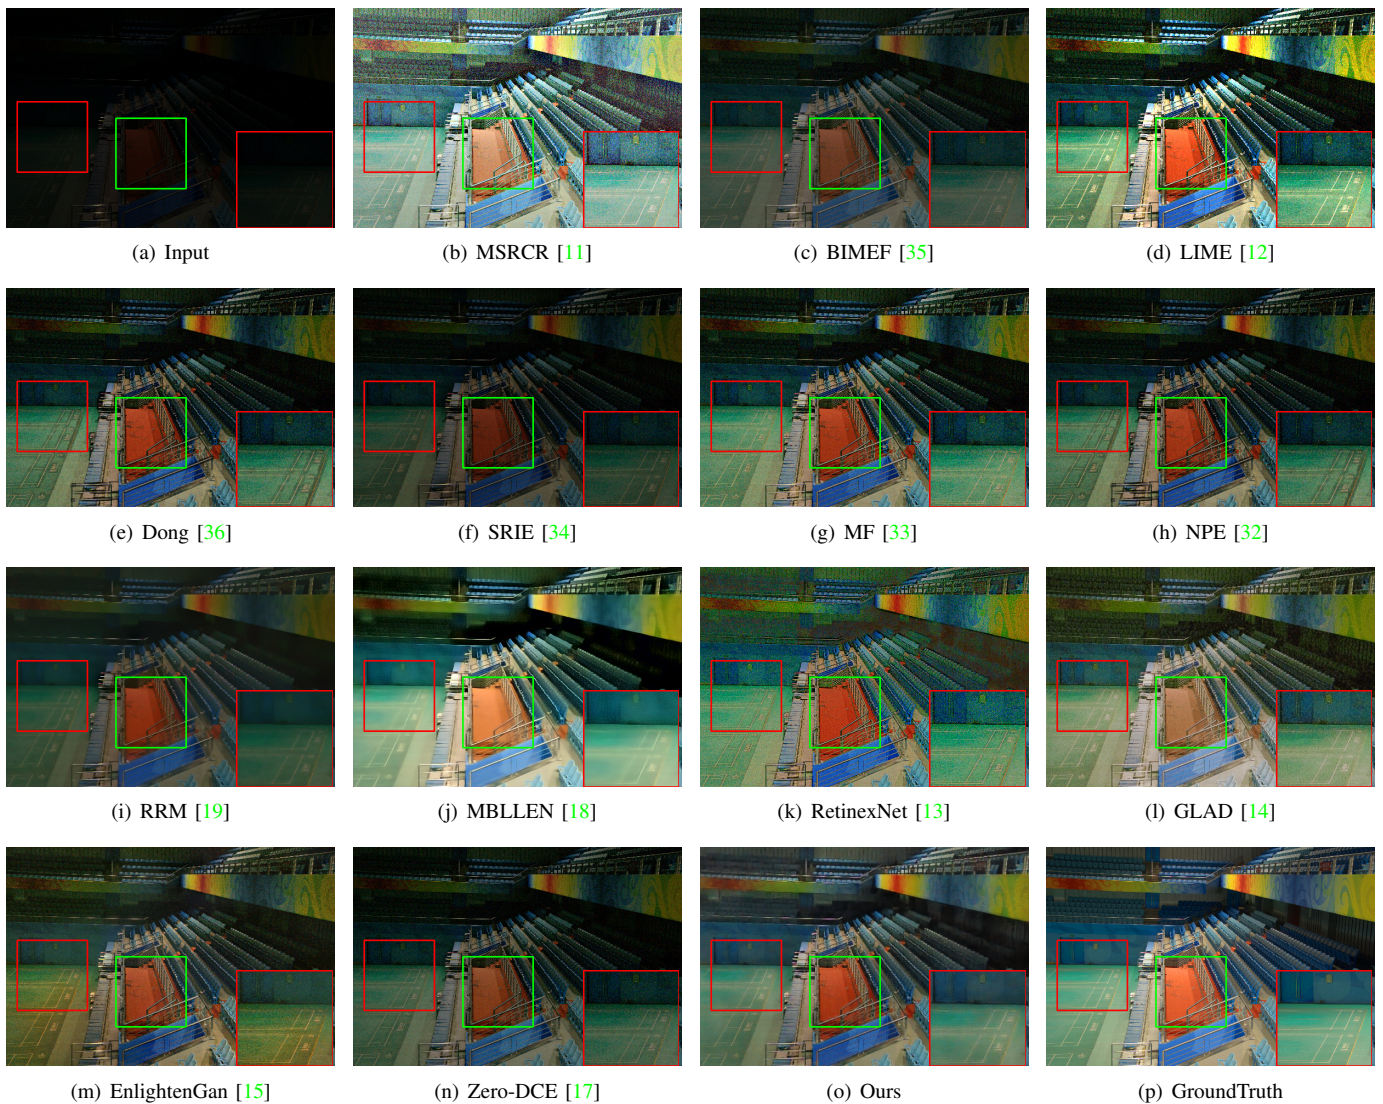 (a) Input
(b) MSRCR [11]
(c) BIMEF [35]
(d) LIME [12]
(e) Dong [36]
(f) SRIE [34]
(g) MF [33]
(h) NPE [32]
(i) RRM [19]
(j) MBLLEN [18]
(k) RetinexNet [13]
(l) GLAD [14]
(m) EnlightenGan [15]
(n) Zero-DCE [17]
(o) Ours
(p) GroundTruth